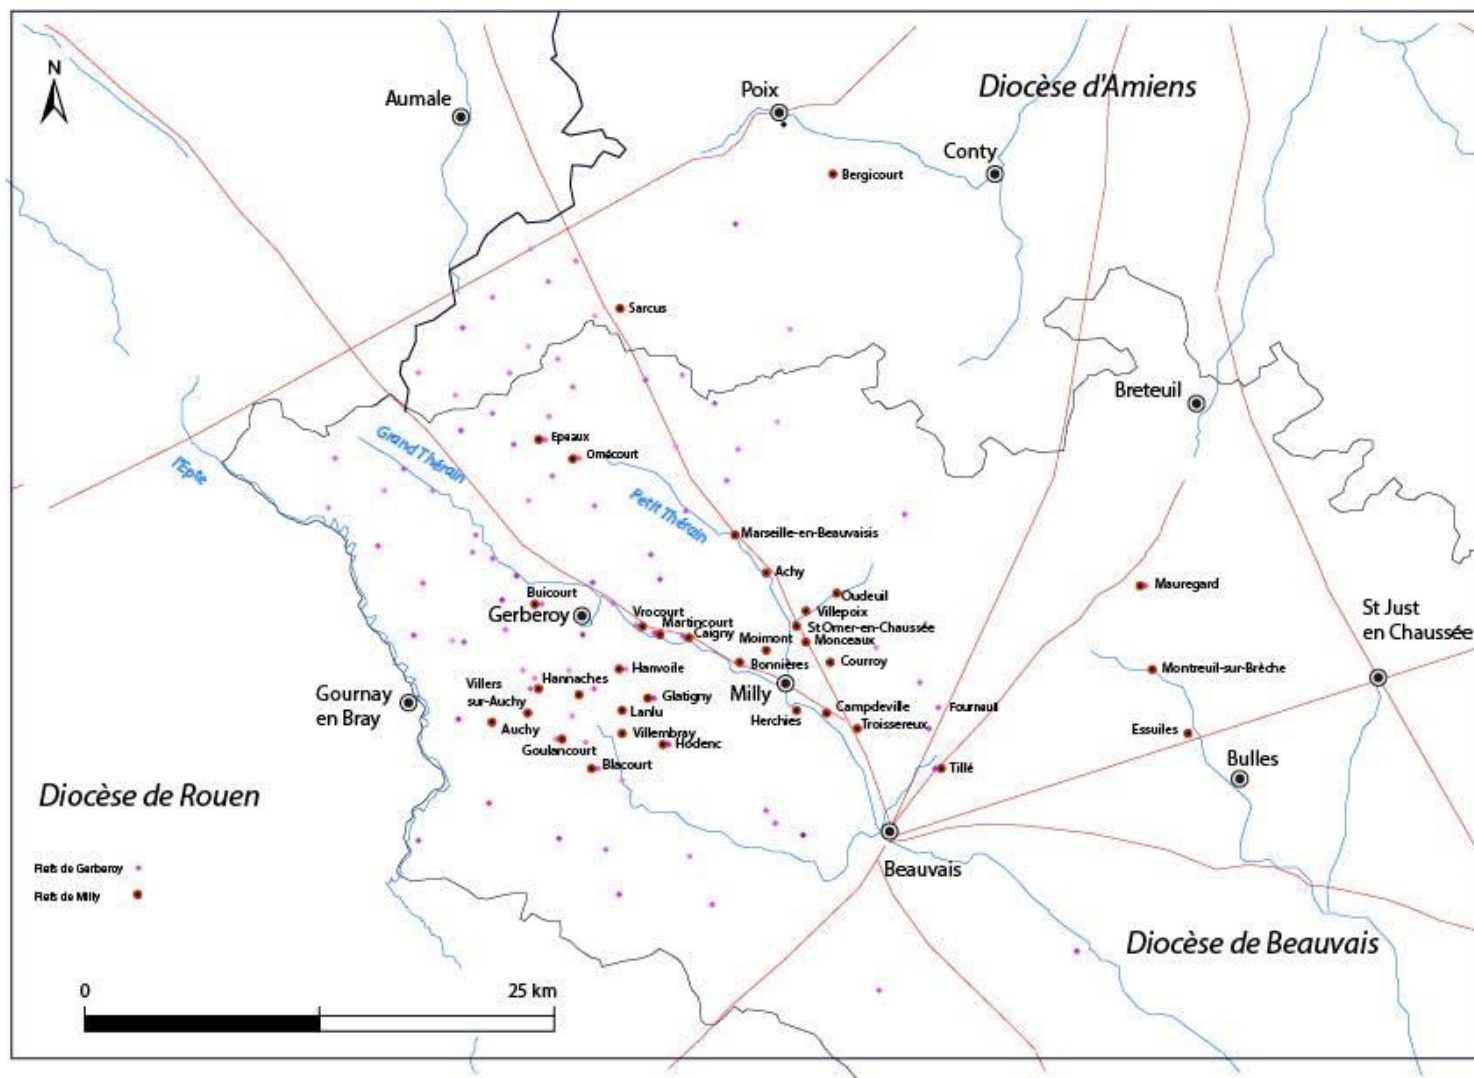 N
Aumale
Poix
Diocèse d'Amiens
Conty
Bergicourt
Sarcus
Breteuil
Grand Thérain
l'Epte
Epeaux
Omécourt
Petit Thérain
Marseille-en-Beauvaisis
Achy
Oudeuil
Mauregard
Buicourt
Gerberoy
Vrocourt
Martincourt
Caigny
Villepoix
St Omer-en-Chaussée
Moimont
Monceaux
St Just
en Chaussée
Bonnières
Courroy
Hanvoile
Montreuil-sur-Brèche
Hannaches
Villers
sur-Auchy
Milly
Gournay
en Bray
Glatigny
Lanlu
Herchies
Campdeville
Fourneuil
Auchy
Troissereux
Villembray
Essuiles
Goulancourt
Hodenc
Blacourt
Tillé
Bulles
Diocèse de Rouen
Fiefs de Gerberoy
Beauvais
Fiefs de Milly
Diocèse de Beauvais
0
25 km